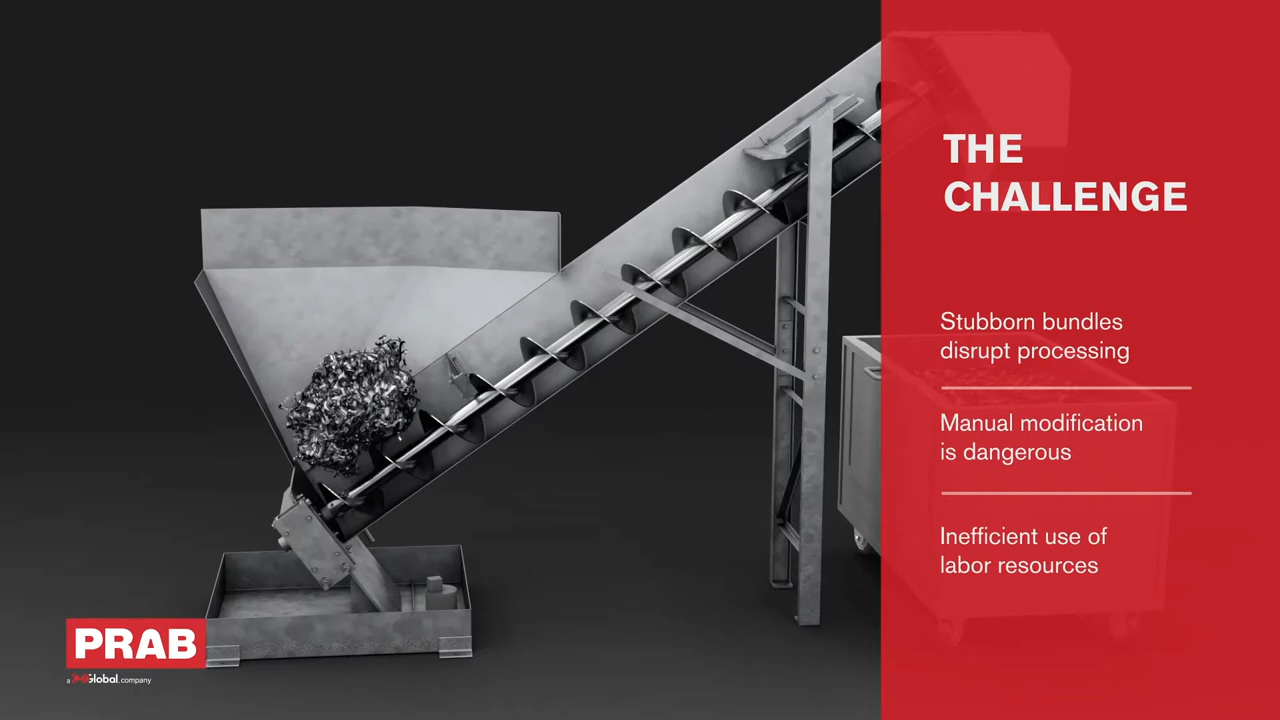 THE
CHALLENGE
Stubborn bundles
disrupt processing
Manual modification
is dangerous
Inefficient use of
labor resources
PRAB
a Global company